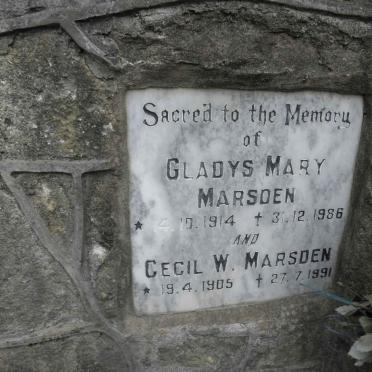 Sacred to the Memory
of
GLADYS MARY
MARSDEN
★ 4.10.1914 ✝ 31.12.1986
AND
CECIL W. MARSDEN
★ 19.4.1905 ✝ 27.7.1991